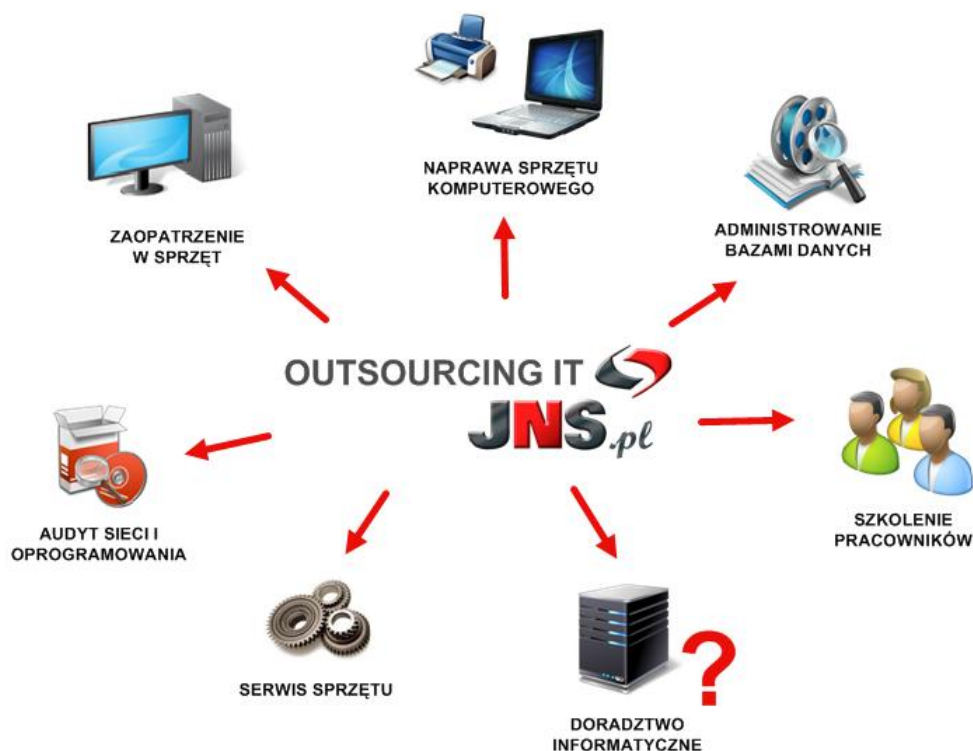 NAPRAWA SPRZĘTU
KOMPUTEROWEGO
ZAOPATRZENIE
W SPRZĘT
ADMINISTROWANIE
BAZAMI DANYCH
OUTSOURCING IT
JNS.pl
AUDYT SIECI I
OPROGRAMOWANIA
SZKOLENIE
PRACOWNIKÓW
SERWIS SPRZĘTU
?
DORADZTWO
INFORMATYCZNE